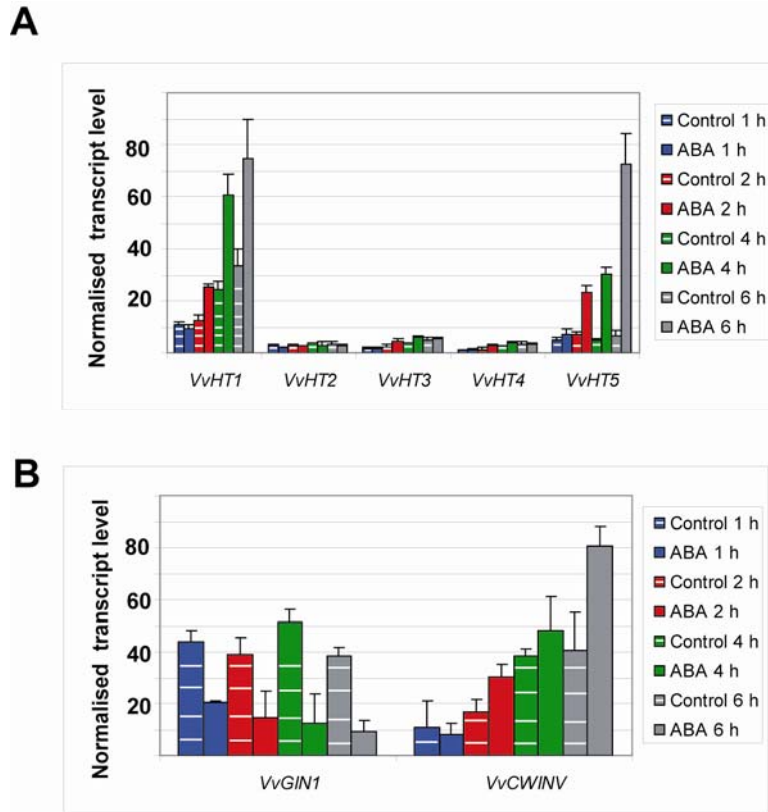 A
Normalised transcript level
80
60
40
20
VvHT1 VvHT2 VvHT3 VvHT4 VvHT5
Control 1 h
ABA 1 h
Control 2 h
ABA 2 h
Control 4 h
ABA 4 h
Control 6 h
ABA 6 h
B
Normalised transcript level
80
60
40
20
VvGIN1 VvCWINV
Control 1 h
ABA 1 h
Control 2 h
ABA 2 h
Control 4 h
ABA 4 h
Control 6 h
ABA 6 h